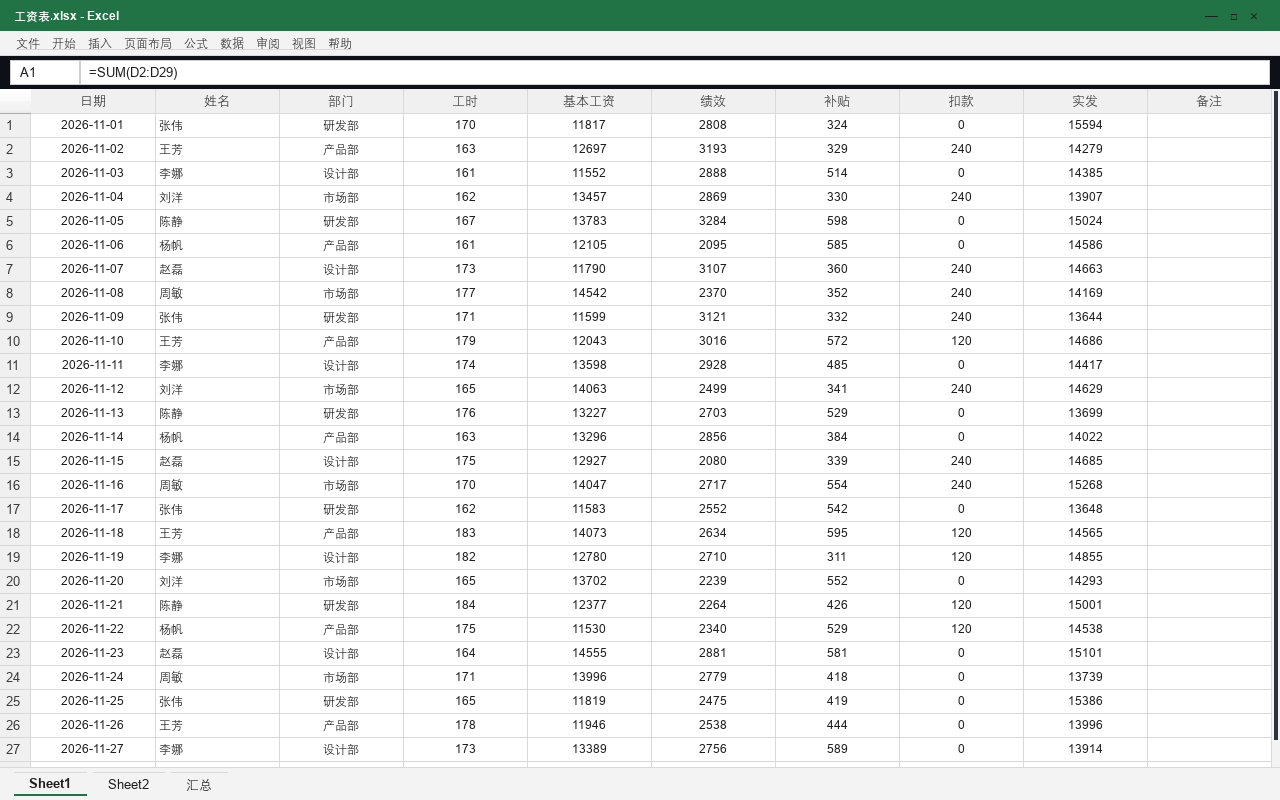 工资表.xlsx - Excel
文件 开始 插入 页面布局 公式 数据 审阅 视图 帮助
A1 =SUM(D2:D29)
日期 姓名 部门 工时 基本工资 绩效 补贴 扣款 实发 备注
1 2026-11-01 张伟 研发部 170 11817 2808 324 0 15594
2 2026-11-02 王芳 产品部 163 12697 3193 329 240 14279
3 2026-11-03 李娜 设计部 161 11552 2888 514 0 14385
4 2026-11-04 刘洋 市场部 162 13457 2869 330 240 13907
5 2026-11-05 陈静 研发部 167 13783 3284 598 0 15024
6 2026-11-06 杨帆 产品部 161 12105 2095 585 0 14586
7 2026-11-07 赵磊 设计部 173 11790 3107 360 240 14663
8 2026-11-08 周敏 市场部 177 14542 2370 352 240 14169
9 2026-11-09 张伟 研发部 171 11599 3121 332 240 13644
10 2026-11-10 王芳 产品部 179 12043 3016 572 120 14686
11 2026-11-11 李娜 设计部 174 13598 2928 485 0 14417
12 2026-11-12 刘洋 市场部 165 14063 2499 341 240 14629
13 2026-11-13 陈静 研发部 176 13227 2703 529 0 13699
14 2026-11-14 杨帆 产品部 163 13296 2856 384 0 14022
15 2026-11-15 赵磊 设计部 175 12927 2080 339 240 14685
16 2026-11-16 周敏 市场部 170 14047 2717 554 240 15268
17 2026-11-17 张伟 研发部 162 11583 2552 542 0 13648
18 2026-11-18 王芳 产品部 183 14073 2634 595 120 14565
19 2026-11-19 李娜 设计部 182 12780 2710 311 120 14855
20 2026-11-20 刘洋 市场部 165 13702 2239 552 0 14293
21 2026-11-21 陈静 研发部 184 12377 2264 426 120 15001
22 2026-11-22 杨帆 产品部 175 11530 2340 529 120 14538
23 2026-11-23 赵磊 设计部 164 14555 2881 581 0 15101
24 2026-11-24 周敏 市场部 171 13996 2779 418 0 13739
25 2026-11-25 张伟 研发部 165 11819 2475 419 0 15386
26 2026-11-26 王芳 产品部 178 11946 2538 444 0 13996
27 2026-11-27 李娜 设计部 173 13389 2756 589 0 13914
Sheet1 Sheet2 汇总